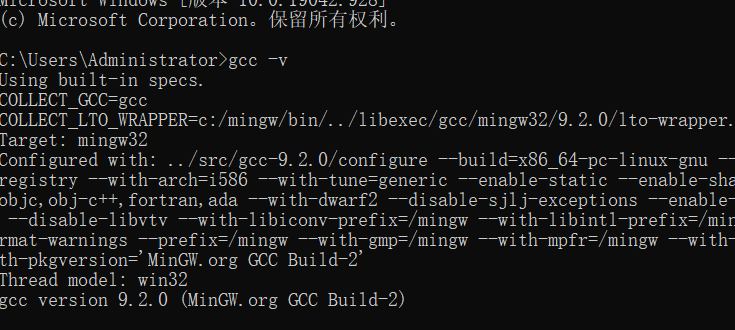 Microsoft Windows [版本 10.0.19042.928]
(c) Microsoft Corporation。保留所有权利。
C:\Users\Administrator>gcc -v
Using built-in specs.
COLLECT_GCC=gcc
COLLECT_LTO_WRAPPER=c:/mingw/bin/../libexec/gcc/mingw32/9.2.0/lto-wrapper.
Target: mingw32
Configured with: ../src/gcc-9.2.0/configure --build=x86_64-pc-linux-gnu --
registry --with-arch=i586 --with-tune=generic --enable-static --enable-sha
objc,obj-c++,fortran,ada --with-dwarf2 --disable-sjlj-exceptions --enable-
--disable-libvtv --with-libiconv-prefix=/mingw --with-libintl-prefix=/min
rmat-warnings --prefix=/mingw --with-gmp=/mingw --with-mpfr=/mingw --with-
th-pkgversion='MinGW.org GCC Build-2'
Thread model: win32
gcc version 9.2.0 (MinGW.org GCC Build-2)